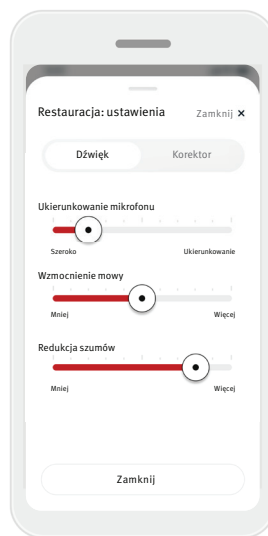 Restauracja: ustawienia Zamknij ✕
Dźwięk Korektor
Ukierunkowanie mikrofonu
Szeroko Ukierunkowanie
Wzmocnienie mowy
Mniej Więcej
Redukcja szumów
Mniej Więcej
Zamknij